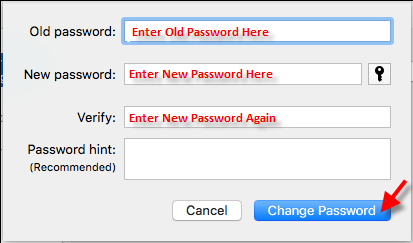 Old password: Enter Old Password Here
New password: Enter New Password Here
Verify: Enter New Password Again
Password hint:
(Recommended)
Cancel Change Password